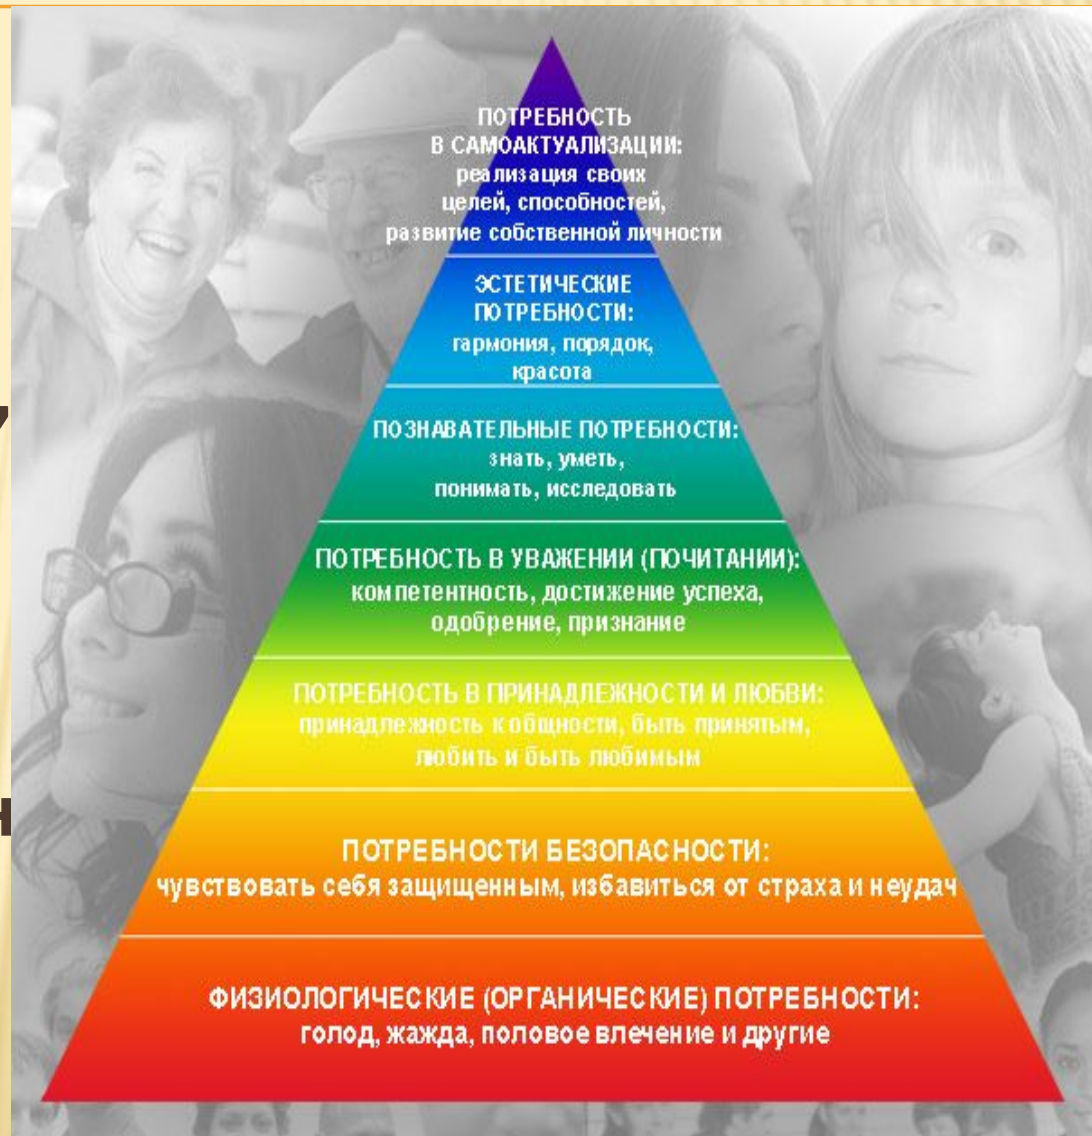 ПОТРЕБНОСТЬ
В САМОАКТУАЛИЗАЦИИ:
реализация своих
целей, способностей,
развитие собственной личности
ЭСТЕТИЧЕСКИЕ
ПОТРЕБНОСТИ:
гармония, порядок,
красота
ПОЗНАВАТЕЛЬНЫЕ ПОТРЕБНОСТИ:
знать, уметь,
понимать, исследовать
ПОТРЕБНОСТЬ В УВАЖЕНИИ (ПОЧИТАНИИ):
компетентность, достижение успеха,
одобрение, признание
ПОТРЕБНОСТЬ В ПРИНАДЛЕЖНОСТИ И ЛЮБВИ:
принадлежность к общности, быть принятым,
любить и быть любимым
ПОТРЕБНОСТИ БЕЗОПАСНОСТИ:
чувствовать себя защищенным, избавиться от страха и неудач
ФИЗИОЛОГИЧЕСКИЕ (ОРГАНИЧЕСКИЕ) ПОТРЕБНОСТИ:
голод, жажда, половое влечение и другие